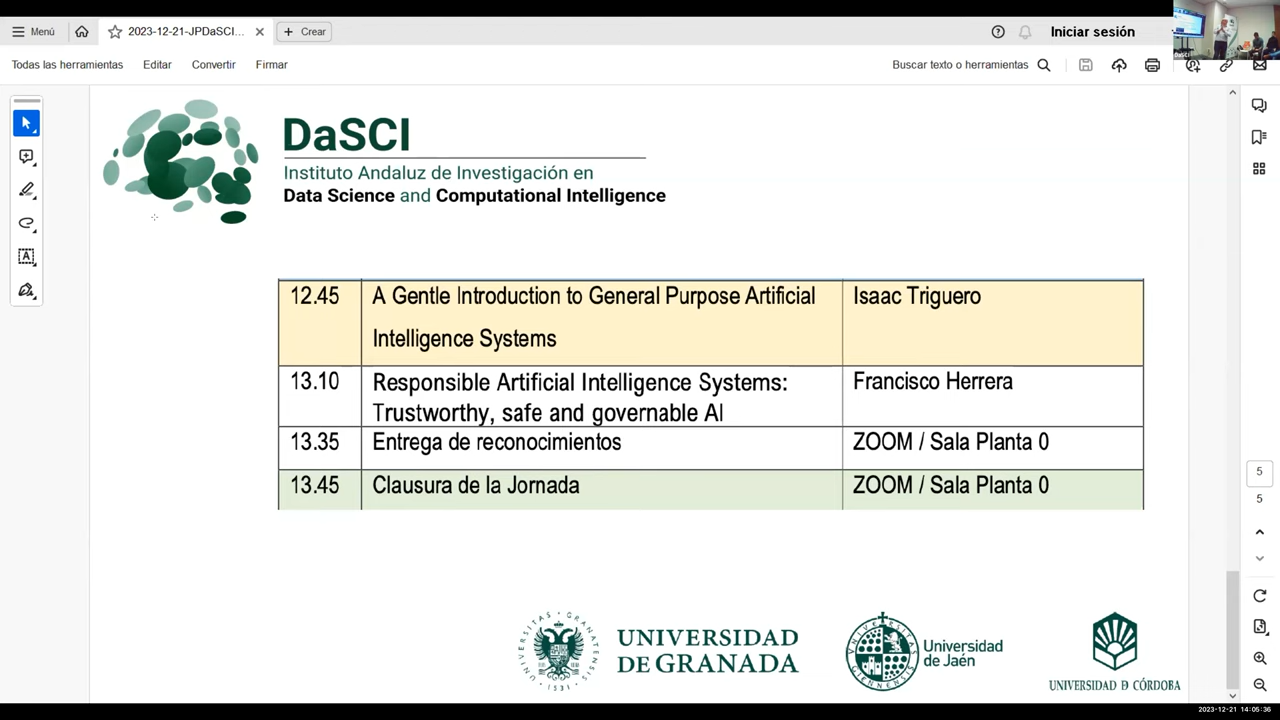 Menú
2023-12-21-JPDaSCI...
Crear
Iniciar sesión
Todas las herramientas
Editar
Convertir
Firmar
Buscar texto o herramientas
DaSCI
Instituto Andaluz de Investigación en
Data Science and Computational Intelligence
12.45
A Gentle Introduction to General Purpose Artificial
Intelligence Systems
Isaac Triguero
13.10
Responsible Artificial Intelligence Systems:
Trustworthy, safe and governable AI
Francisco Herrera
13.35
Entrega de reconocimientos
ZOOM / Sala Planta 0
13.45
Clausura de la Jornada
ZOOM / Sala Planta 0
5
5
UNIVERSIDAD
DE GRANADA
Universidad
de Jaén
UNIVERSIDAD Ð CÓRDOBA
2023-12-21 14:05:36